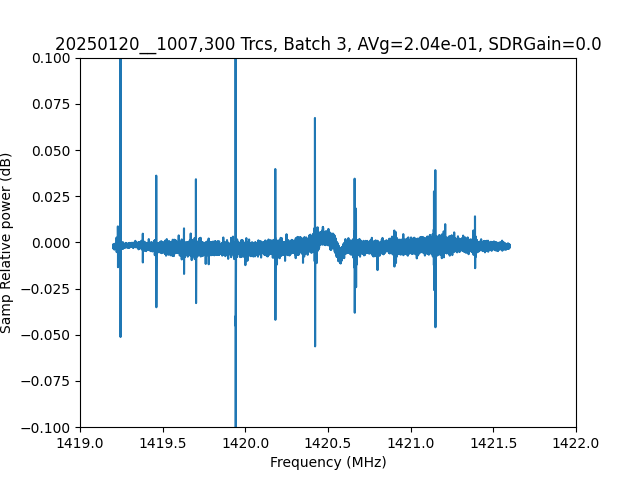 20250120__1007,300 Trcs, Batch 3, AVg=2.04e-01, SDRGain=0.0
0.100
0.075
0.050
0.025
0.000
−0.025
−0.050
−0.075
−0.100
Samp Relative power (dB)
1419.0 1419.5 1420.0 1420.5 1421.0 1421.5 1422.0
Frequency (MHz)